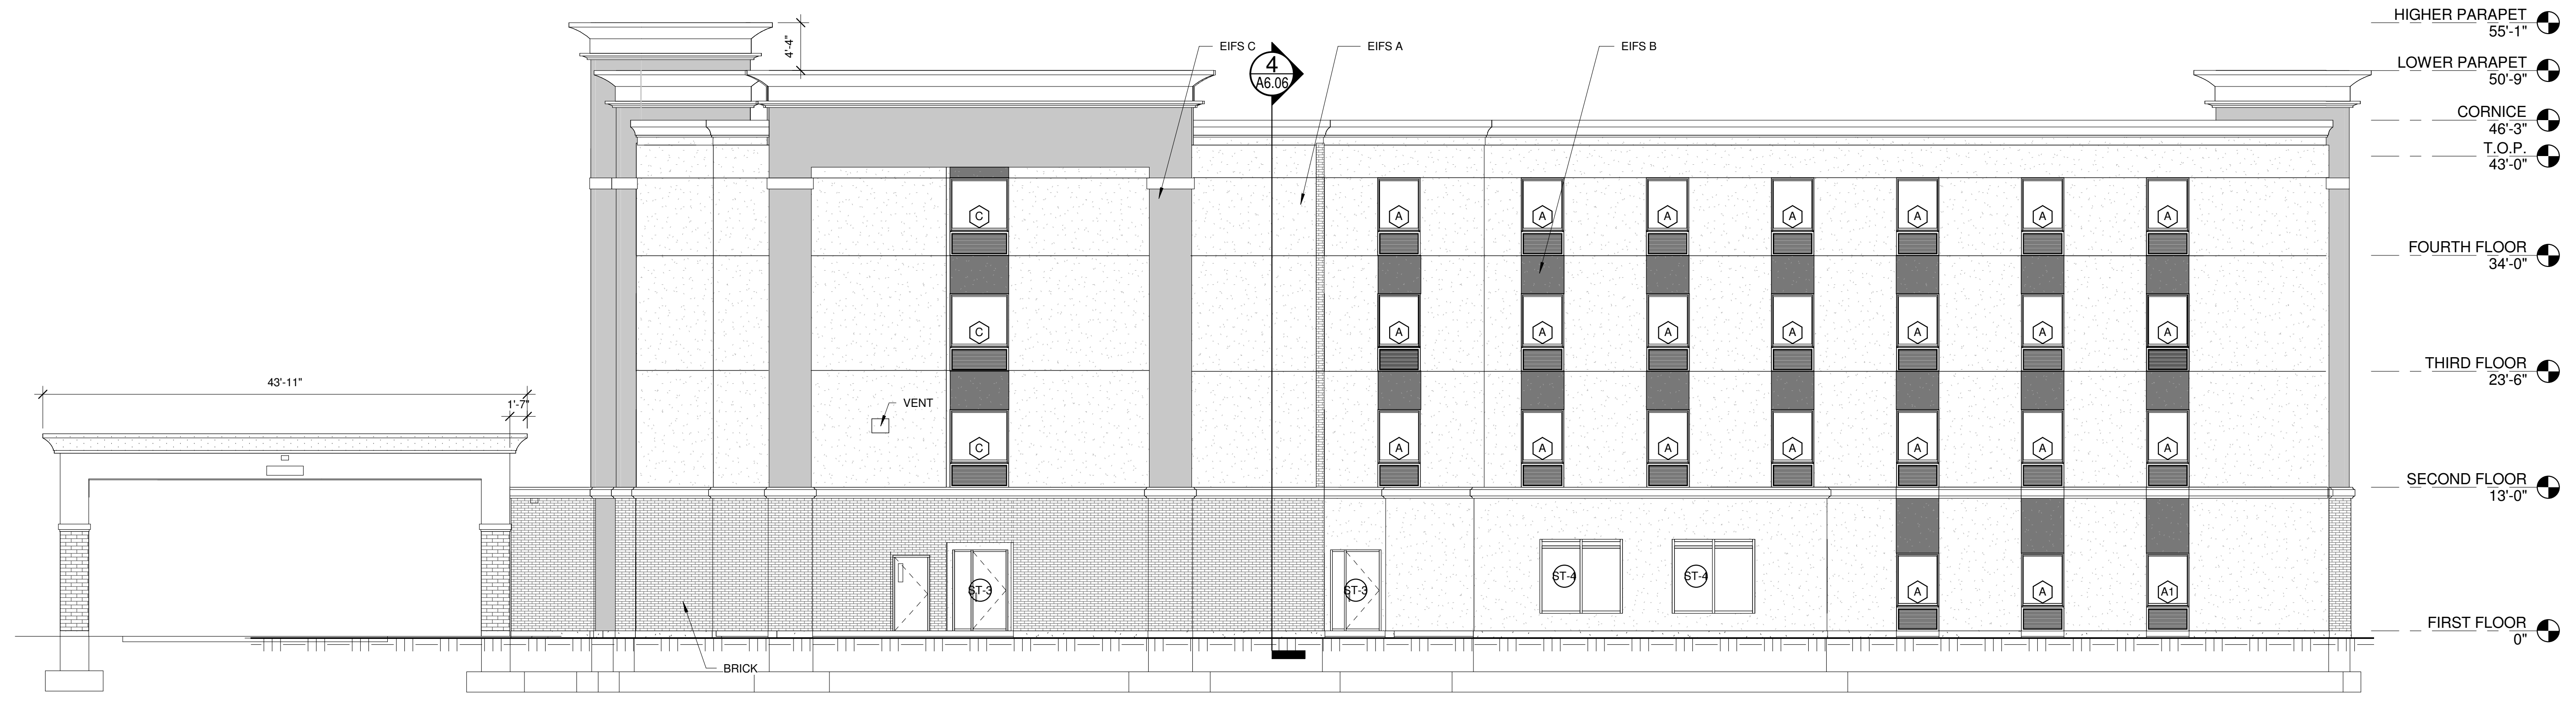 HIGHER PARAPET
55'-1"
4'-4"
EIFS C
EIFS A
EIFS B
4
A6.06
LOWER PARAPET
50'-9"
CORNICE
46'-3"
T.O.P.
43'-0"
C
A
A
A
A
A
A
A
FOURTH FLOOR
34'-0"
C
A
A
A
A
A
A
A
THIRD FLOOR
23'-6"
43'-11"
1'-7"
VENT
C
A
A
A
A
A
A
A
SECOND FLOOR
13'-0"
ST-3
ST-3
ST-4
ST-4
A
A
A1
FIRST FLOOR
0"
BRICK